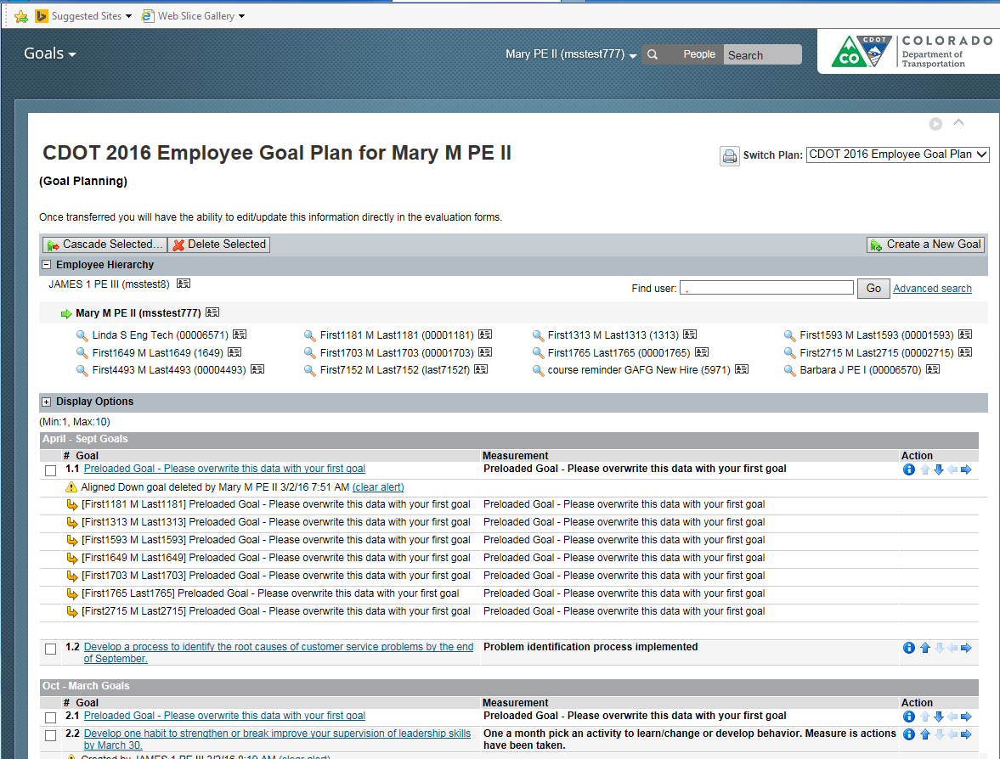 Suggested Sites Web Slice Gallery
Goals
Mary PE II (msstest777) People Search
CDOT
CO
COLORADO
Department of
Transportation
CDOT 2016 Employee Goal Plan for Mary M PE II
Switch Plan: CDOT 2016 Employee Goal Plan
(Goal Planning)
Once transferred you will have the ability to edit/update this information directly in the evaluation forms.
Cascade Selected... Delete Selected Create a New Goal
Employee Hierarchy
JAMES 1 PE III (msstest8)
Find user: . Go Advanced search
Mary M PE II (msstest777)
Linda S Eng Tech (00006571) First1181 M Last1181 (00001181) First1313 M Last1313 (1313) First1593 M Last1593 (00001593)
First1649 M Last1649 (1649) First1703 M Last1703 (00001703) First1765 Last1765 (00001765) First2715 M Last2715 (00002715)
First4493 M Last4493 (00004493) First7152 M Last7152 (last7152f) course reminder GAFG New Hire (5971) Barbara J PE I (00006570)
Display Options
(Min:1, Max:10)
April - Sept Goals
# Goal Measurement Action
1.1 Preloaded Goal - Please overwrite this data with your first goal Preloaded Goal - Please overwrite this data with your first goal
Aligned Down goal deleted by Mary M PE II 3/2/16 7:51 AM (clear alert)
[First1181 M Last1181] Preloaded Goal - Please overwrite this data with your first goal Preloaded Goal - Please overwrite this data with your first goal
[First1313 M Last1313] Preloaded Goal - Please overwrite this data with your first goal Preloaded Goal - Please overwrite this data with your first goal
[First1593 M Last1593] Preloaded Goal - Please overwrite this data with your first goal Preloaded Goal - Please overwrite this data with your first goal
[First1649 M Last1649] Preloaded Goal - Please overwrite this data with your first goal Preloaded Goal - Please overwrite this data with your first goal
[First1703 M Last1703] Preloaded Goal - Please overwrite this data with your first goal Preloaded Goal - Please overwrite this data with your first goal
[First1765 Last1765] Preloaded Goal - Please overwrite this data with your first goal Preloaded Goal - Please overwrite this data with your first goal
[First2715 M Last2715] Preloaded Goal - Please overwrite this data with your first goal Preloaded Goal - Please overwrite this data with your first goal
1.2 Develop a process to identify the root causes of customer service problems by the end Problem identification process implemented
of September.
Oct - March Goals
# Goal Measurement Action
2.1 Preloaded Goal - Please overwrite this data with your first goal Preloaded Goal - Please overwrite this data with your first goal
2.2 Develop one habit to strengthen or break improve your supervision of leadership skills One a month pick an activity to learn/change or develop behavior. Measure is actions
by March 30. have been taken.
Created by JAMES 1 PE III 3/2/16 8:19 AM (clear alert)